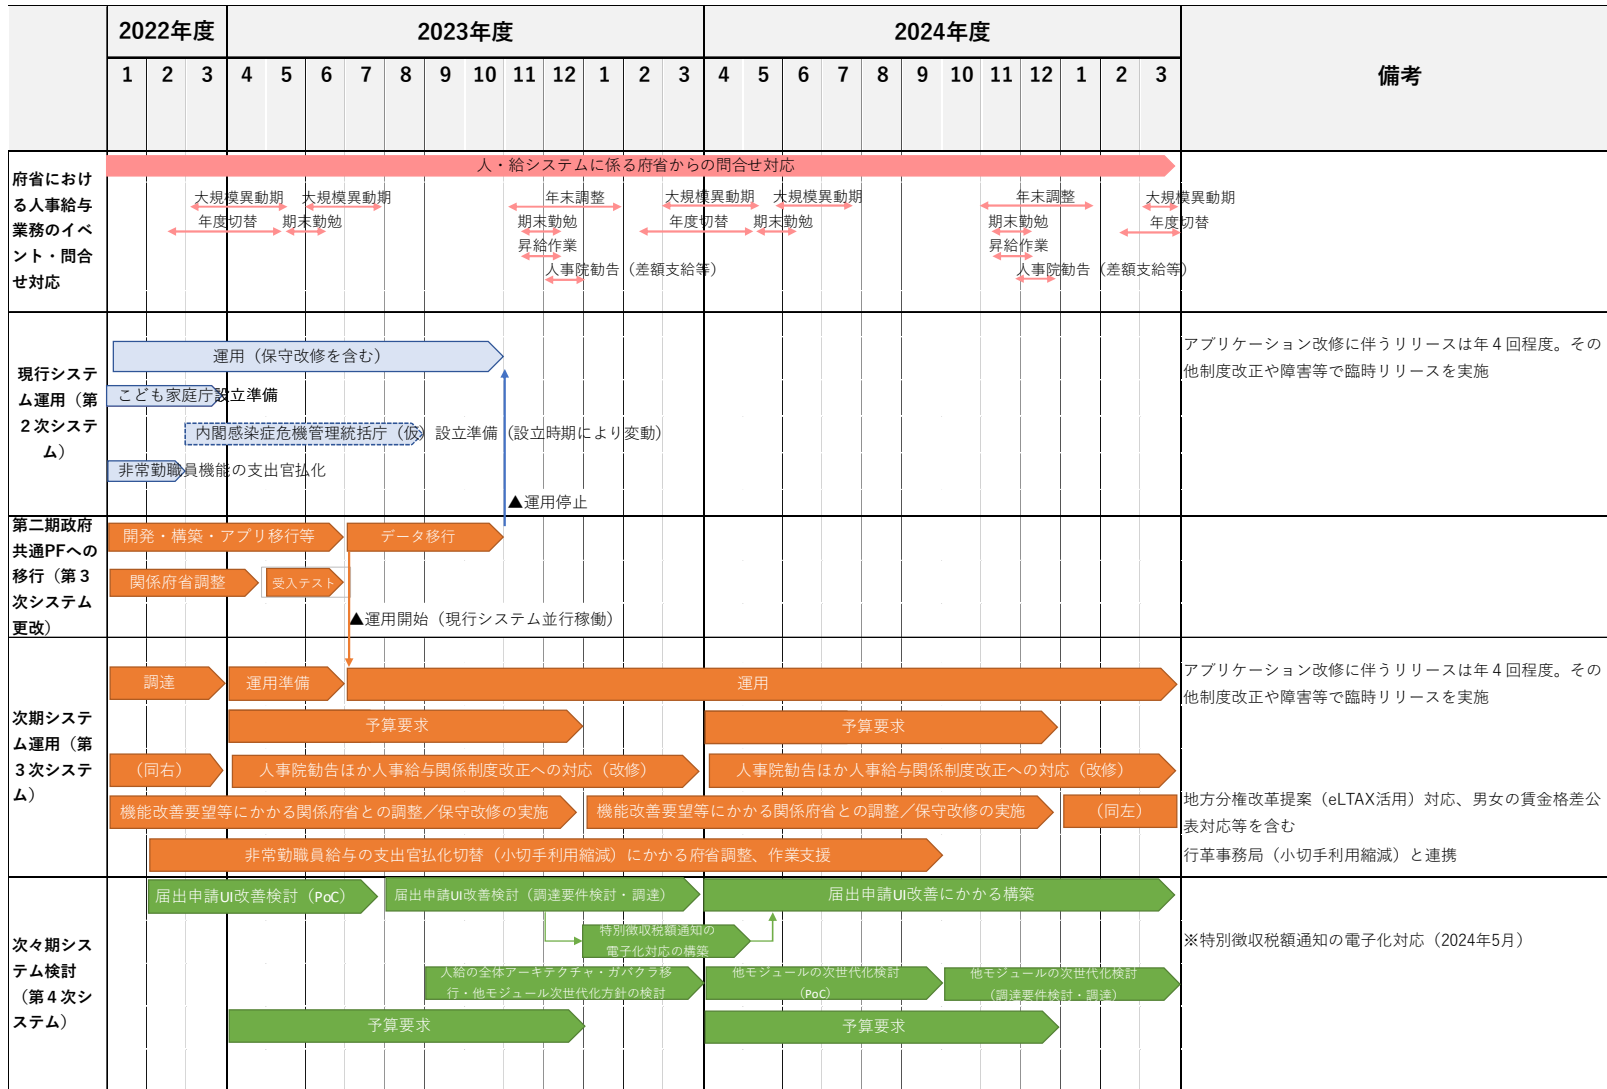 2022年度
2023年度
2024年度
備考
1 2 3 4 5 6 7 8 9 10 11 12 1 2 3 4 5 6 7 8 9 10 11 12 1 2 3
府省におけ
る人事給与
業務のイベ
ント・問合
せ対応
人・給システムに係る府省からの問合せ対応
大規模異動期
大規模異動期
年末調整
大規模異動期
大規模異動期
年末調整
大規模異動期
年度切替
期末勤勉
期末勤勉
年度切替
期末勤勉
期末勤勉
年度切替
昇給作業
昇給作業
人事院勧告（差額支給等）
人事院勧告（差額支給等）
現行システ
ム運用（第
２次システ
ム）
運用（保守改修を含む）
こども家庭庁設立準備
内閣感染症危機管理統括庁（仮）設立準備（設立時期により変動）
非常勤職員機能の支出官払化
▲運用停止
アプリケーション改修に伴うリリースは年４回程度。その
他制度改正や障害等で臨時リリースを実施
第二期政府
共通PFへの
移行（第３
次システム
更改）
開発・構築・アプリ移行等
データ移行
関係府省調整
受入テスト
▲運用開始（現行システム並行稼働）
次期システ
ム運用（第
３次システ
ム）
調達
運用準備
運用
予算要求
予算要求
（同右）
人事院勧告ほか人事給与関係制度改正への対応（改修）
人事院勧告ほか人事給与関係制度改正への対応（改修）
機能改善要望等にかかる関係府省との調整／保守改修の実施
機能改善要望等にかかる関係府省との調整／保守改修の実施
（同左）
非常勤職員給与の支出官払化切替（小切手利用縮減）にかかる府省調整、作業支援
アプリケーション改修に伴うリリースは年４回程度。その
他制度改正や障害等で臨時リリースを実施
地方分権改革提案（eLTAX活用）対応、男女の賃金格差公
表対応等を含む
行革事務局（小切手利用縮減）と連携
次々期シス
テム検討
（第４次シ
ステム）
届出申請UI改善検討（PoC）
届出申請UI改善検討（調達要件検討・調達）
届出申請UI改善にかかる構築
特別徴収税額通知の
電子化対応の構築
人給の全体アーキテクチャ・ガバクラ移
行・他モジュール次世代化方針の検討
他モジュールの次世代化検討
（PoC）
他モジュールの次世代化検討
（調達要件検討・調達）
予算要求
予算要求
※特別徴収税額通知の電子化対応（2024年5月）